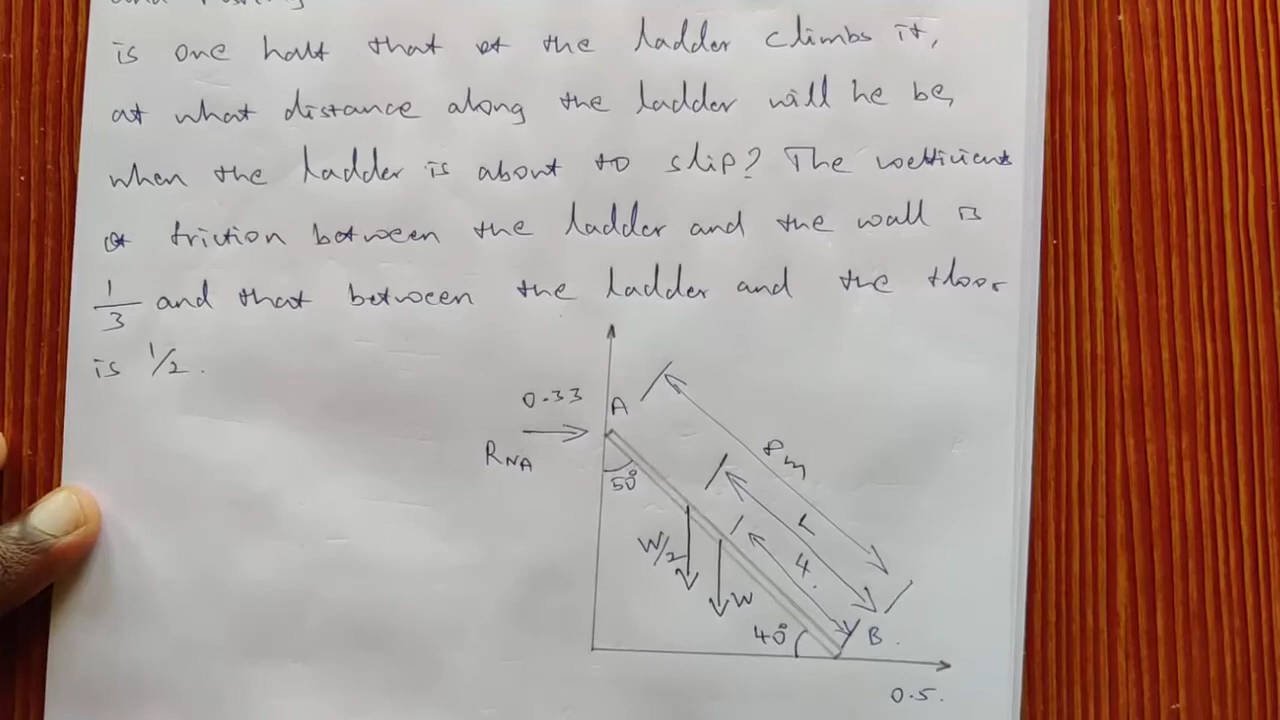 is one half that of the ladder climbs it,
at what distance along the ladder will he be,
when the ladder is about to slip? The coefficient
of friction between the ladder and the wall is
1/3 and that between the ladder and the floor
is 1/2.
0.33
A
RNA
50°
8m
L
4.
W/2
W
40°
B.
0.5.